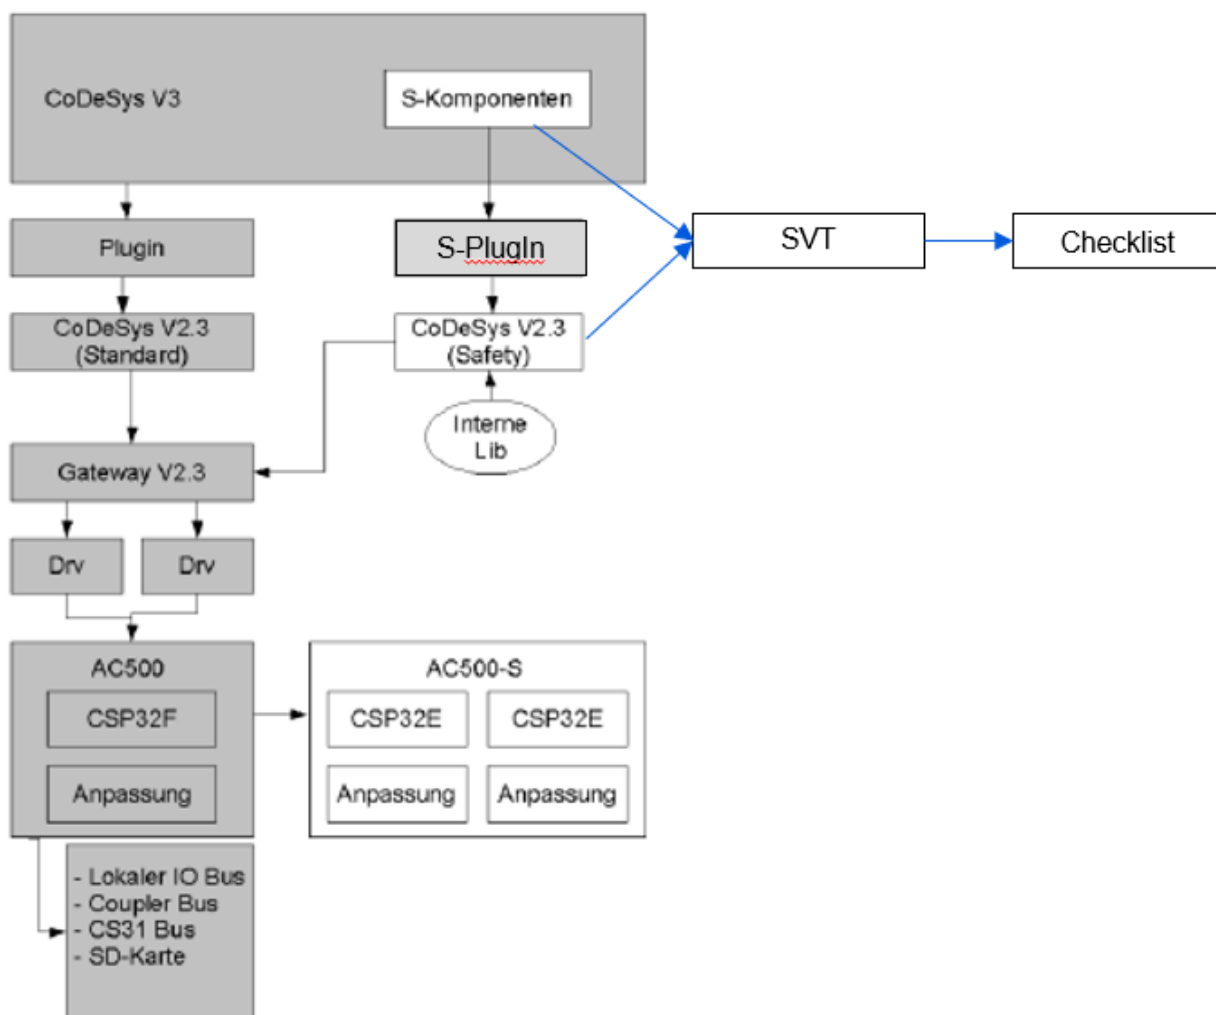 CoDeSys V3
S-Komponenten
Plugin
S-PlugIn
SVT
Checklist
CoDeSys V2.3
(Standard)
CoDeSys V2.3
(Safety)
Interne
Lib
Gateway V2.3
Drv
Drv
AC500
CSP32F
Anpassung
AC500-S
CSP32E
CSP32E
Anpassung
Anpassung
- Lokaler IO Bus
- Coupler Bus
- CS31 Bus
- SD-Karte